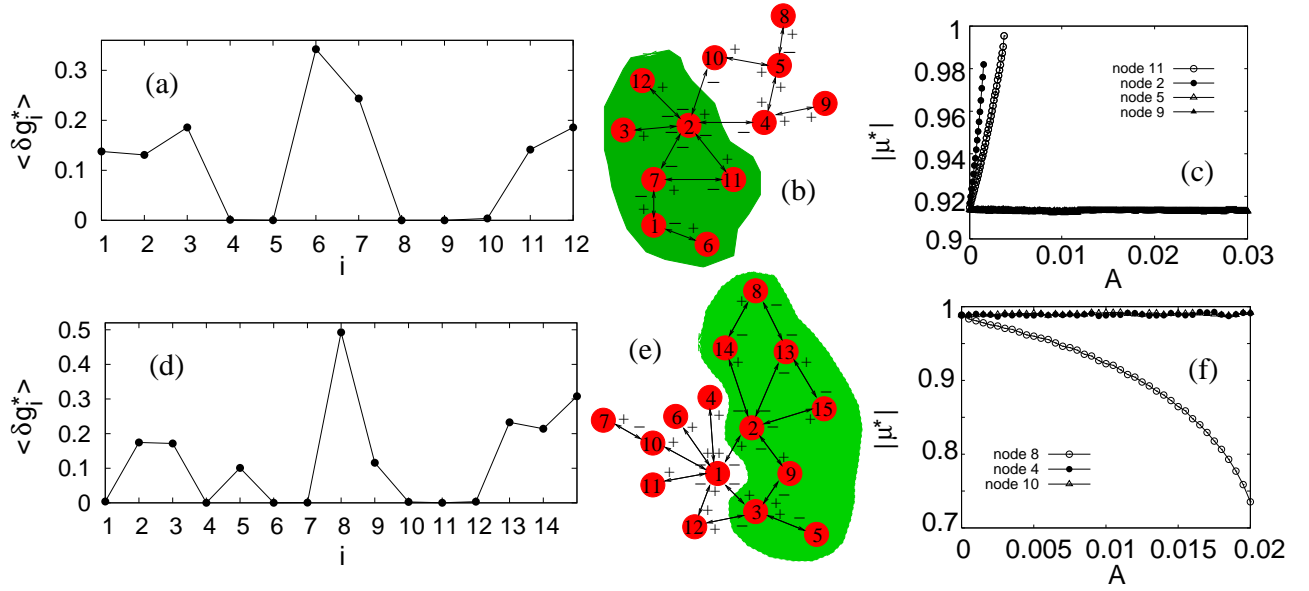 (a)
<δg*i>
0.3
0.2
0.1
0
1 2 3 4 5 6 7 8 9 10 11 12
i
(b)
8
10
5
12
9
3
2
4
7
11
1
6
(c)
|μ*|
1
0.98
0.96
0.94
0.92
0.9
node 11
node 2
node 5
node 9
0 0.01 0.02 0.03
A
(d)
<δg*i>
0.5
0.4
0.3
0.2
0.1
0
1 2 3 4 5 6 7 8 9 10 11 12 13 14
i
(e)
8
14
13
4
7
6
15
2
10
1
9
11
3
12
5
(f)
|μ*|
1
0.9
0.8
0.7
node 8
node 4
node 10
0 0.005 0.01 0.015 0.02
A